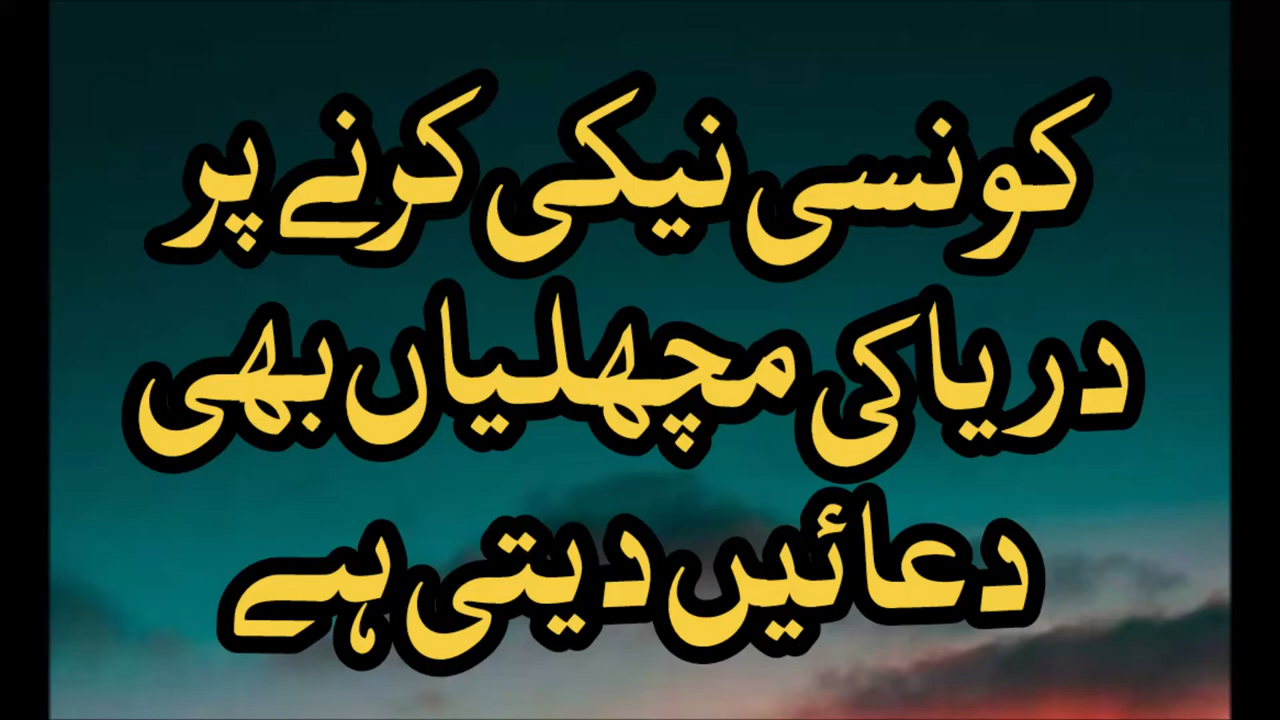 کونسی نیکی کرنے پر
دریا کی مچھلیاں بھی
دعائیں دیتی ہے